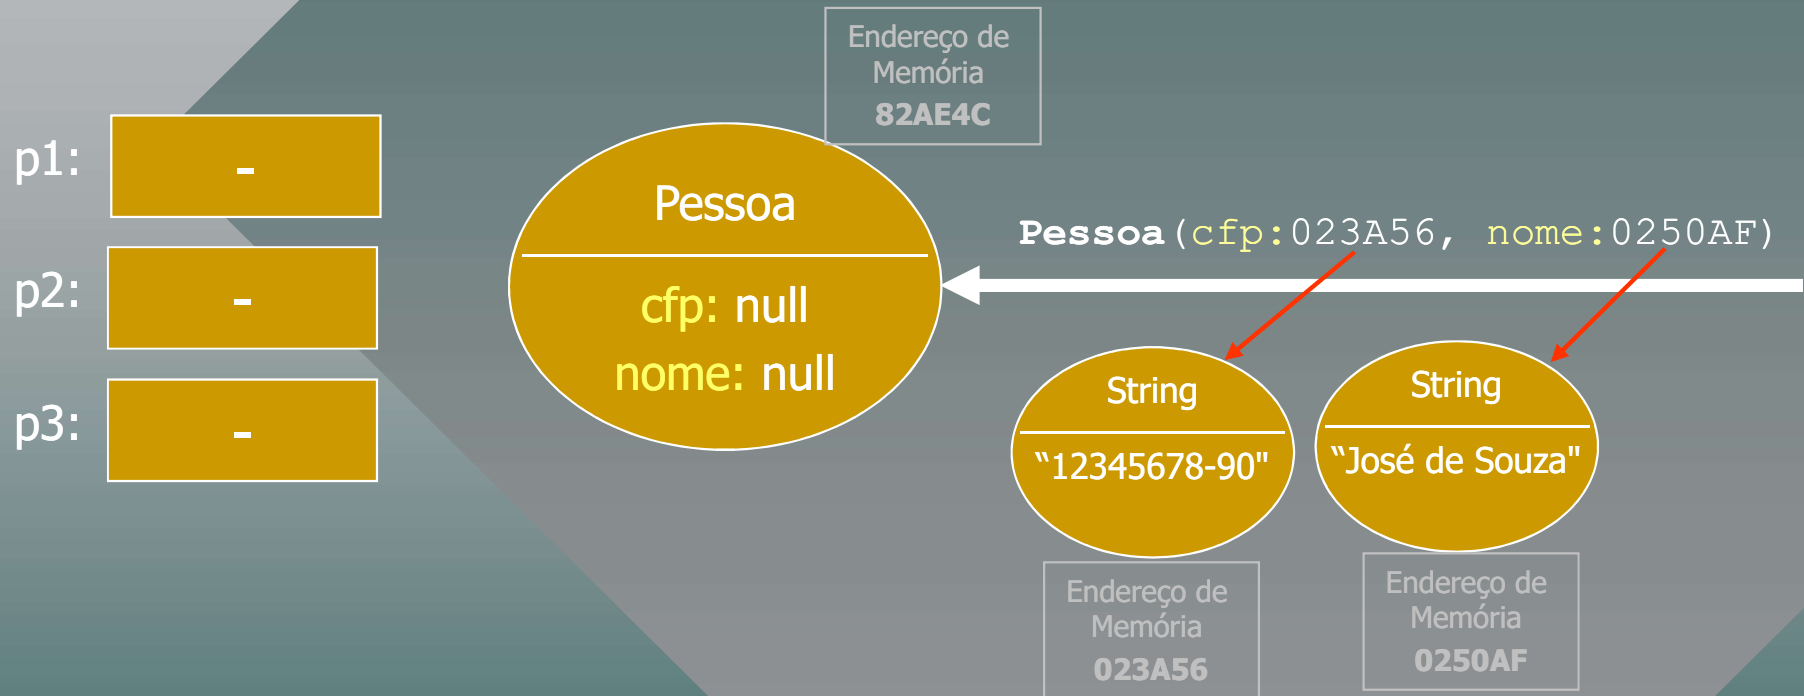 Endereço de
Memória
82AE4C
p1:
-
p2:
-
p3:
-
Pessoa
cfp: null
nome: null
Pessoa(cfp:023A56, nome:0250AF)
String
“12345678-90"
Endereço de
Memória
023A56
String
“José de Souza"
Endereço de
Memória
0250AF